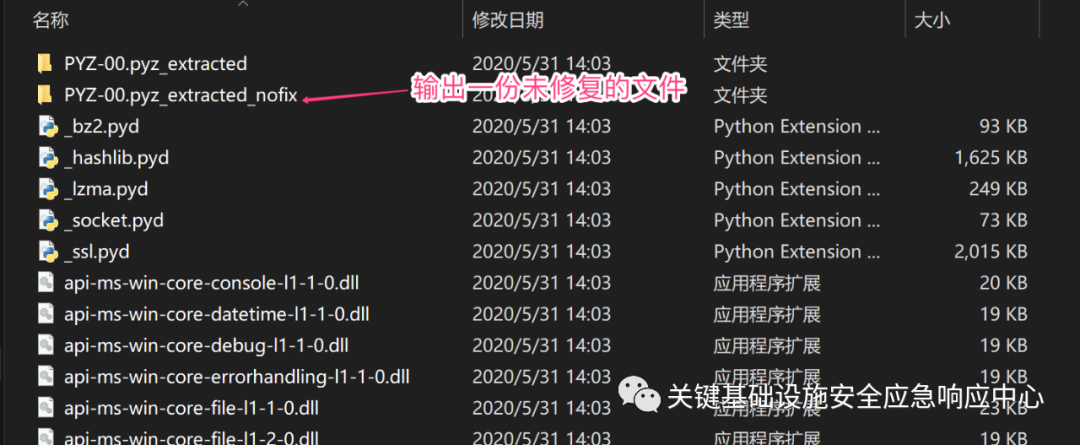 名称 修改日期 类型 大小
PYZ-00.pyz_extracted 2020/5/31 14:03 文件夹
输出一份未修复的文件
PYZ-00.pyz_extracted_nofix 2020/5/31 14:03 文件夹
_bz2.pyd 2020/5/31 14:03 Python Extension ... 93 KB
_hashlib.pyd 2020/5/31 14:03 Python Extension ... 1,625 KB
_lzma.pyd 2020/5/31 14:03 Python Extension ... 249 KB
_socket.pyd 2020/5/31 14:03 Python Extension ... 73 KB
_ssl.pyd 2020/5/31 14:03 Python Extension ... 2,015 KB
api-ms-win-core-console-l1-1-0.dll 2020/5/31 14:03 应用程序扩展 20 KB
api-ms-win-core-datetime-l1-1-0.dll 2020/5/31 14:03 应用程序扩展 19 KB
api-ms-win-core-debug-l1-1-0.dll 2020/5/31 14:03 应用程序扩展 19 KB
api-ms-win-core-errorhandling-l1-1-0.dll 2020/5/31 14:03 应用程序扩展 19 KB
关键基础设施安全应急响应中心
api-ms-win-core-file-l1-1-0.dll 2020/5/31 14:03 应用程序扩展 23 KB
api-ms-win-core-file-l1-2-0.dll 2020/5/31 14:03 应用程序扩展 19 KB